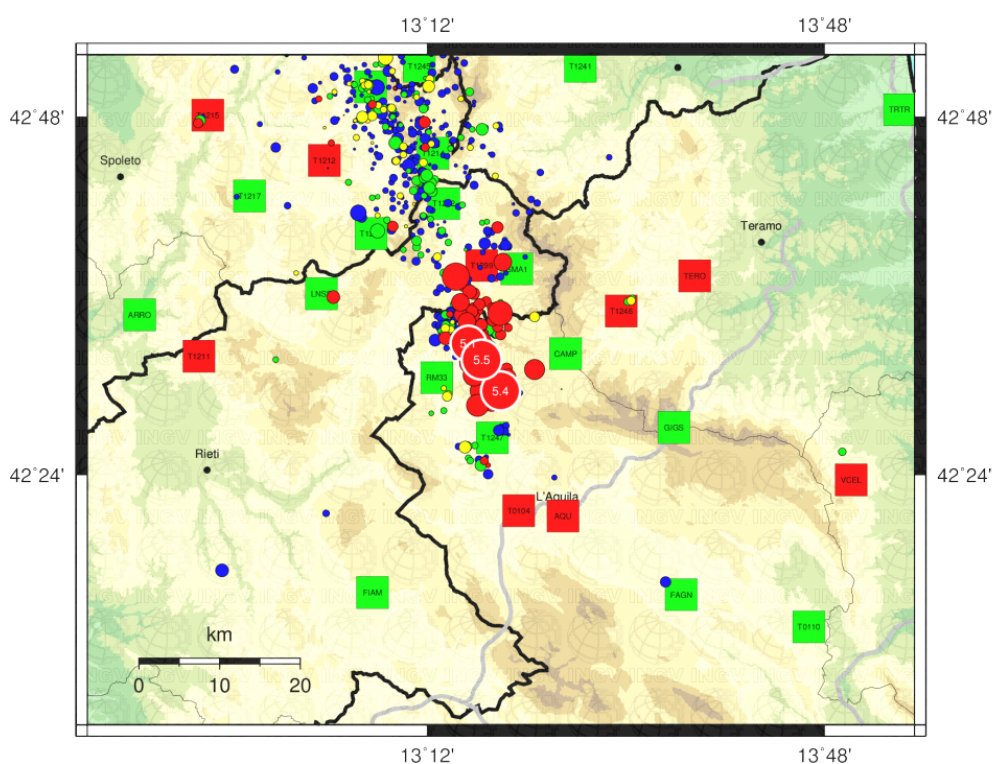 13°12'
13°48'
T1245
T1241
TRTR
42°48'
42°48'
T1212
Spoleto
T1217
Teramo
SMA1
TERO
LNSS
ARRO
T1246
T1211
5.5
CAMP
RM33
5.4
GIGS
T1247
Rieti
42°24'
42°24'
VCEL
L'Aquila
T0104
AQU
FIAM
FAGN
T0110
km
0
10
20
13°12'
13°48'